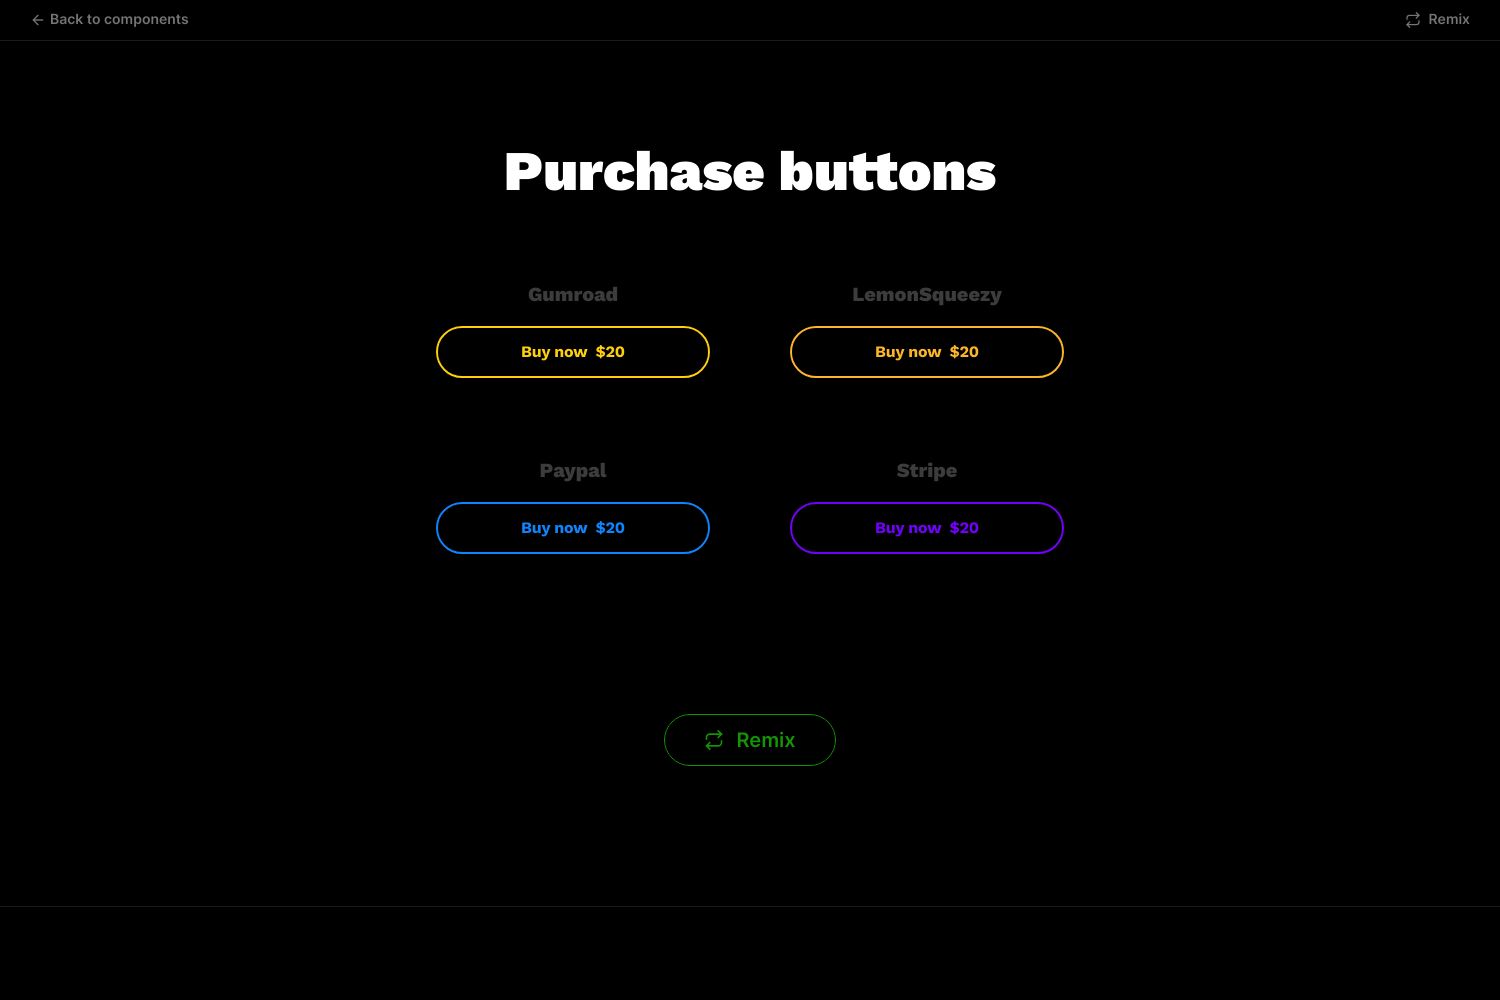 Back to components
Remix
Purchase buttons
Gumroad
LemonSqueezy
Buy now $20
Buy now $20
Paypal
Stripe
Buy now $20
Buy now $20
Remix